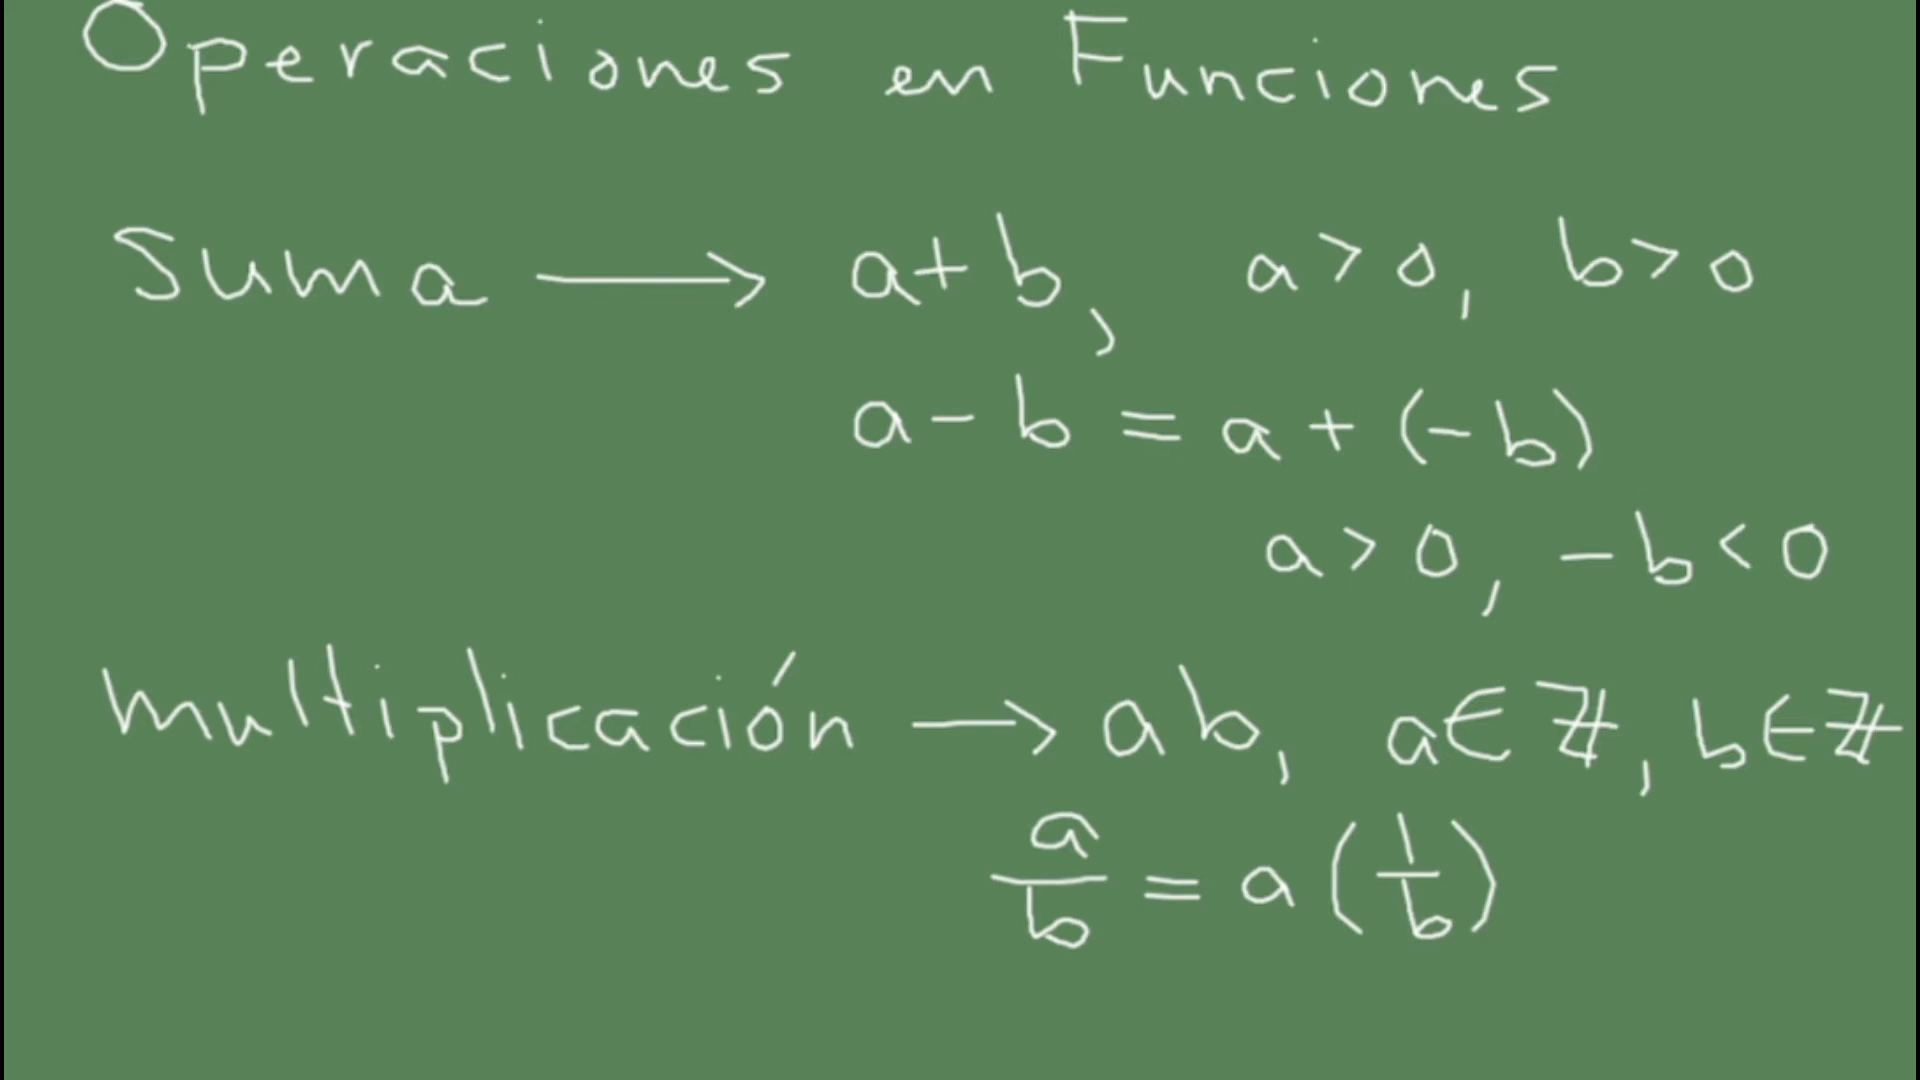 Operaciones en Funciones
Suma ⟶ a+b, a>0, b>0
a - b = a + (-b)
a > 0, -b < 0
multiplicación → ab, a∈ℤ, b∈ℤ
a/b = a(1/b)